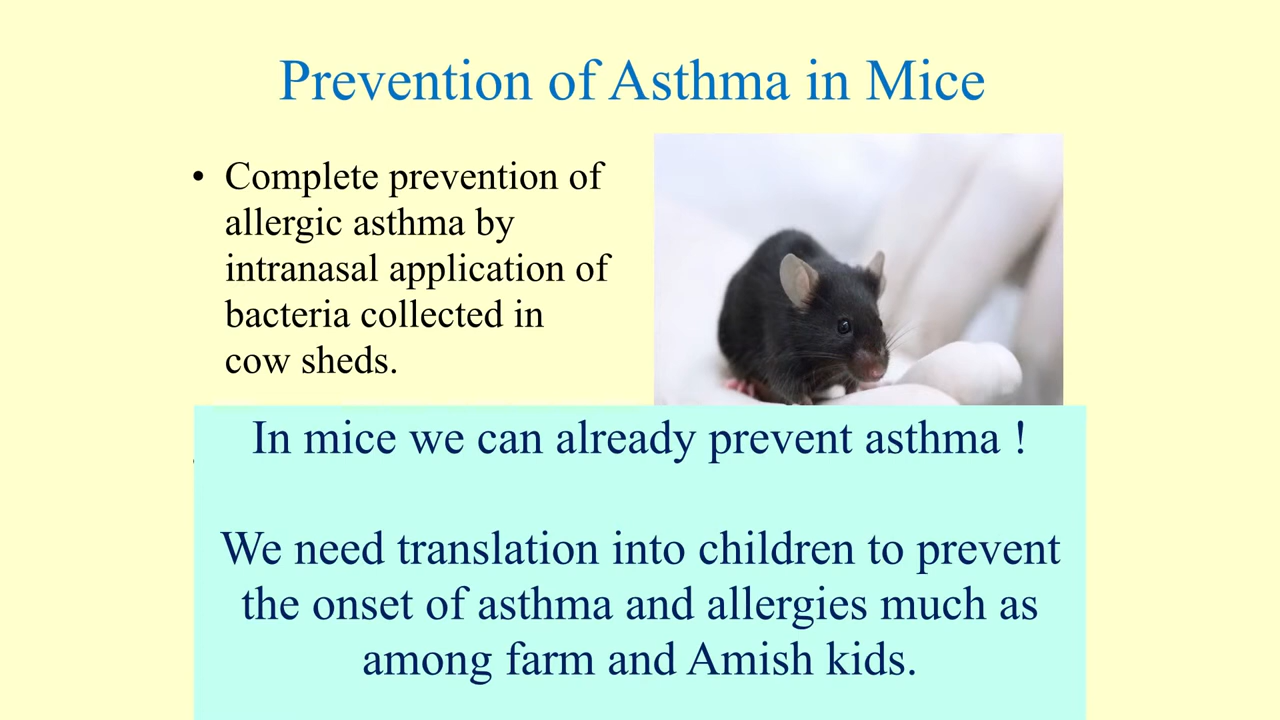 Prevention of Asthma in Mice
• Complete prevention of
allergic asthma by
intranasal application of
bacteria collected in
cow sheds.
In mice we can already prevent asthma !
We need translation into children to prevent
the onset of asthma and allergies much as
among farm and Amish kids.